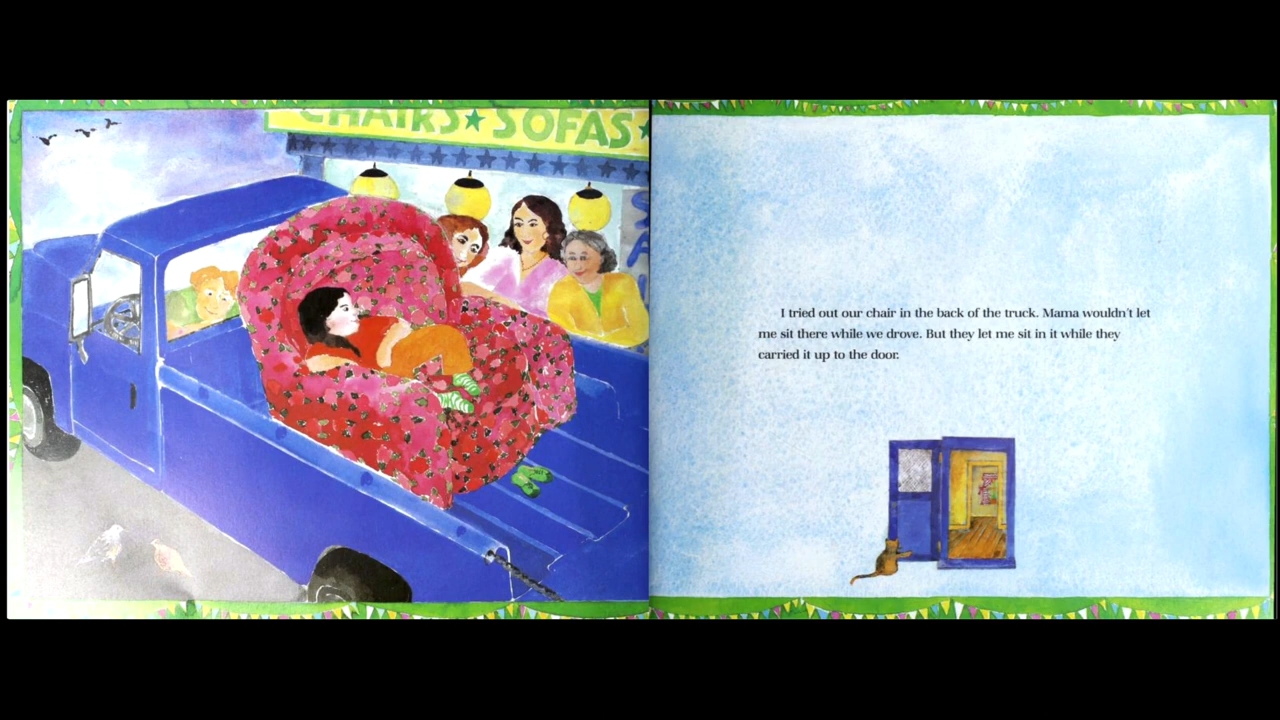 CHAIRS★SOFAS★
SA
I tried out our chair in the back of the truck. Mama wouldn't let
me sit there while we drove. But they let me sit in it while they
carried it up to the door.